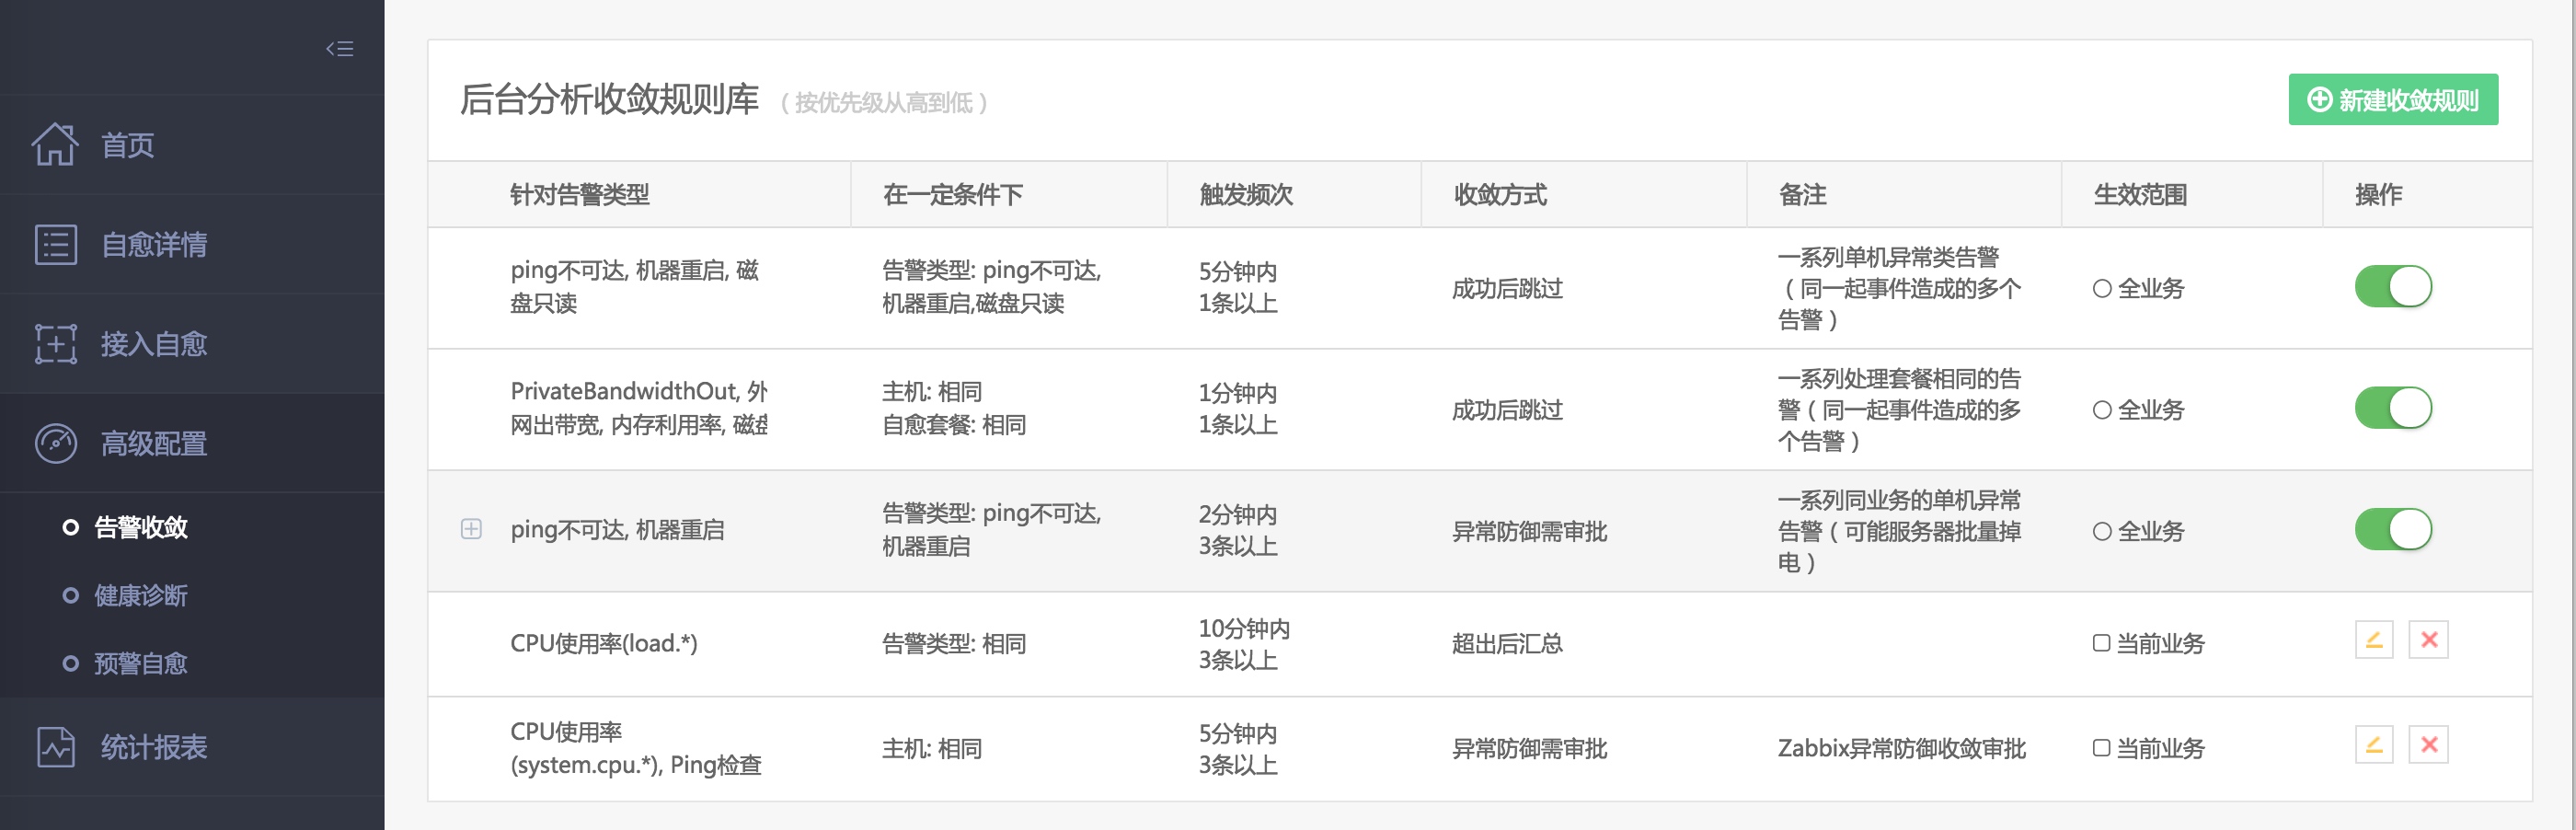 首页
自愈详情
接入自愈
高级配置
告警收敛
健康诊断
预警自愈
统计报表
后台分析收敛规则库 （按优先级从高到低）
新建收敛规则
针对告警类型 在一定条件下 触发频次 收敛方式 备注 生效范围 操作
ping不可达, 机器重启, 磁
盘只读
告警类型: ping不可达,
机器重启,磁盘只读
5分钟内
1条以上
成功后跳过
一系列单机异常类告警
（同一起事件造成的多个
告警）
全业务
PrivateBandwidthOut, 外
网出带宽, 内存利用率, 磁盘
主机: 相同
自愈套餐: 相同
1分钟内
1条以上
成功后跳过
一系列处理套餐相同的告
警（同一起事件造成的多
个告警）
全业务
ping不可达, 机器重启
告警类型: ping不可达,
机器重启
2分钟内
3条以上
异常防御需审批
一系列同业务的单机异常
告警（可能服务器批量掉
电）
全业务
CPU使用率(load.*)
告警类型: 相同
10分钟内
3条以上
超出后汇总
当前业务
CPU使用率
(system.cpu.*), Ping检查
主机: 相同
5分钟内
3条以上
异常防御需审批
Zabbix异常防御收敛审批
当前业务